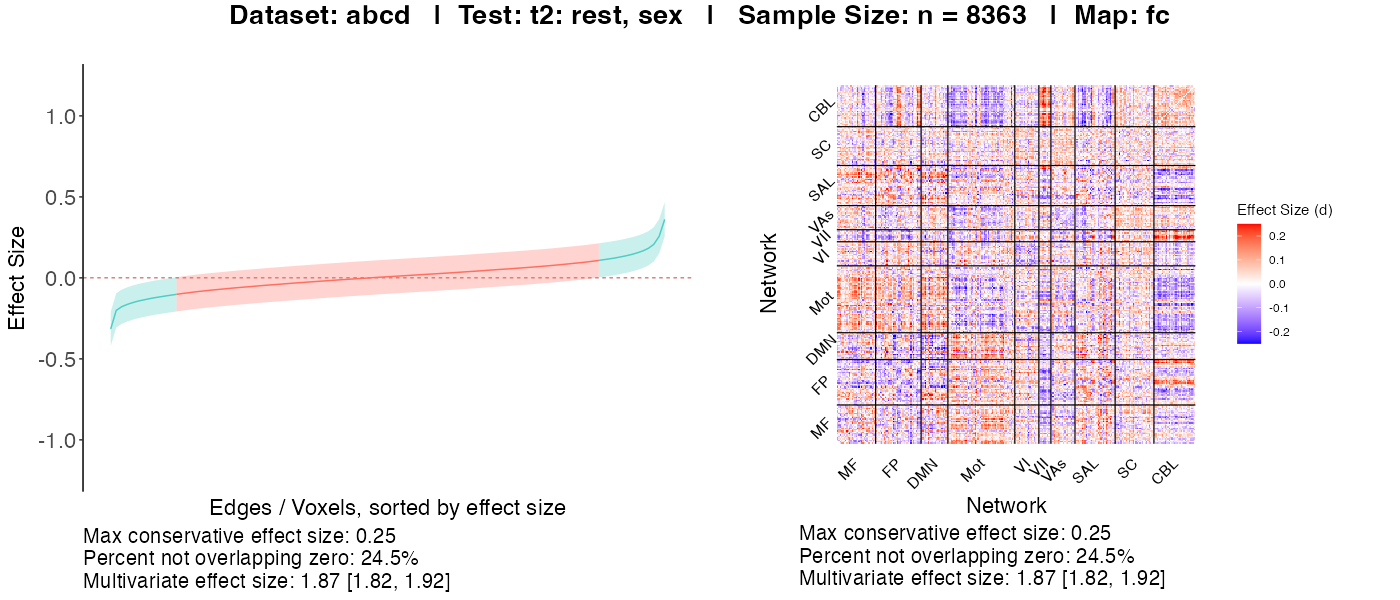 Dataset: abcd | Test: t2: rest, sex | Sample Size: n = 8363 | Map: fc
Effect Size
1.0
0.5
0.0
-0.5
-1.0
Edges / Voxels, sorted by effect size
Max conservative effect size: 0.25
Percent not overlapping zero: 24.5%
Multivariate effect size: 1.87 [1.82, 1.92]
Network
CBL
SC
SAL
VAs
VII
VI
Mot
DMN
FP
MF
MF
FP
DMN
Mot
VI
VII
VAs
SAL
SC
CBL
Network
Max conservative effect size: 0.25
Percent not overlapping zero: 24.5%
Multivariate effect size: 1.87 [1.82, 1.92]
Effect Size (d)
0.2
0.1
0.0
-0.1
-0.2